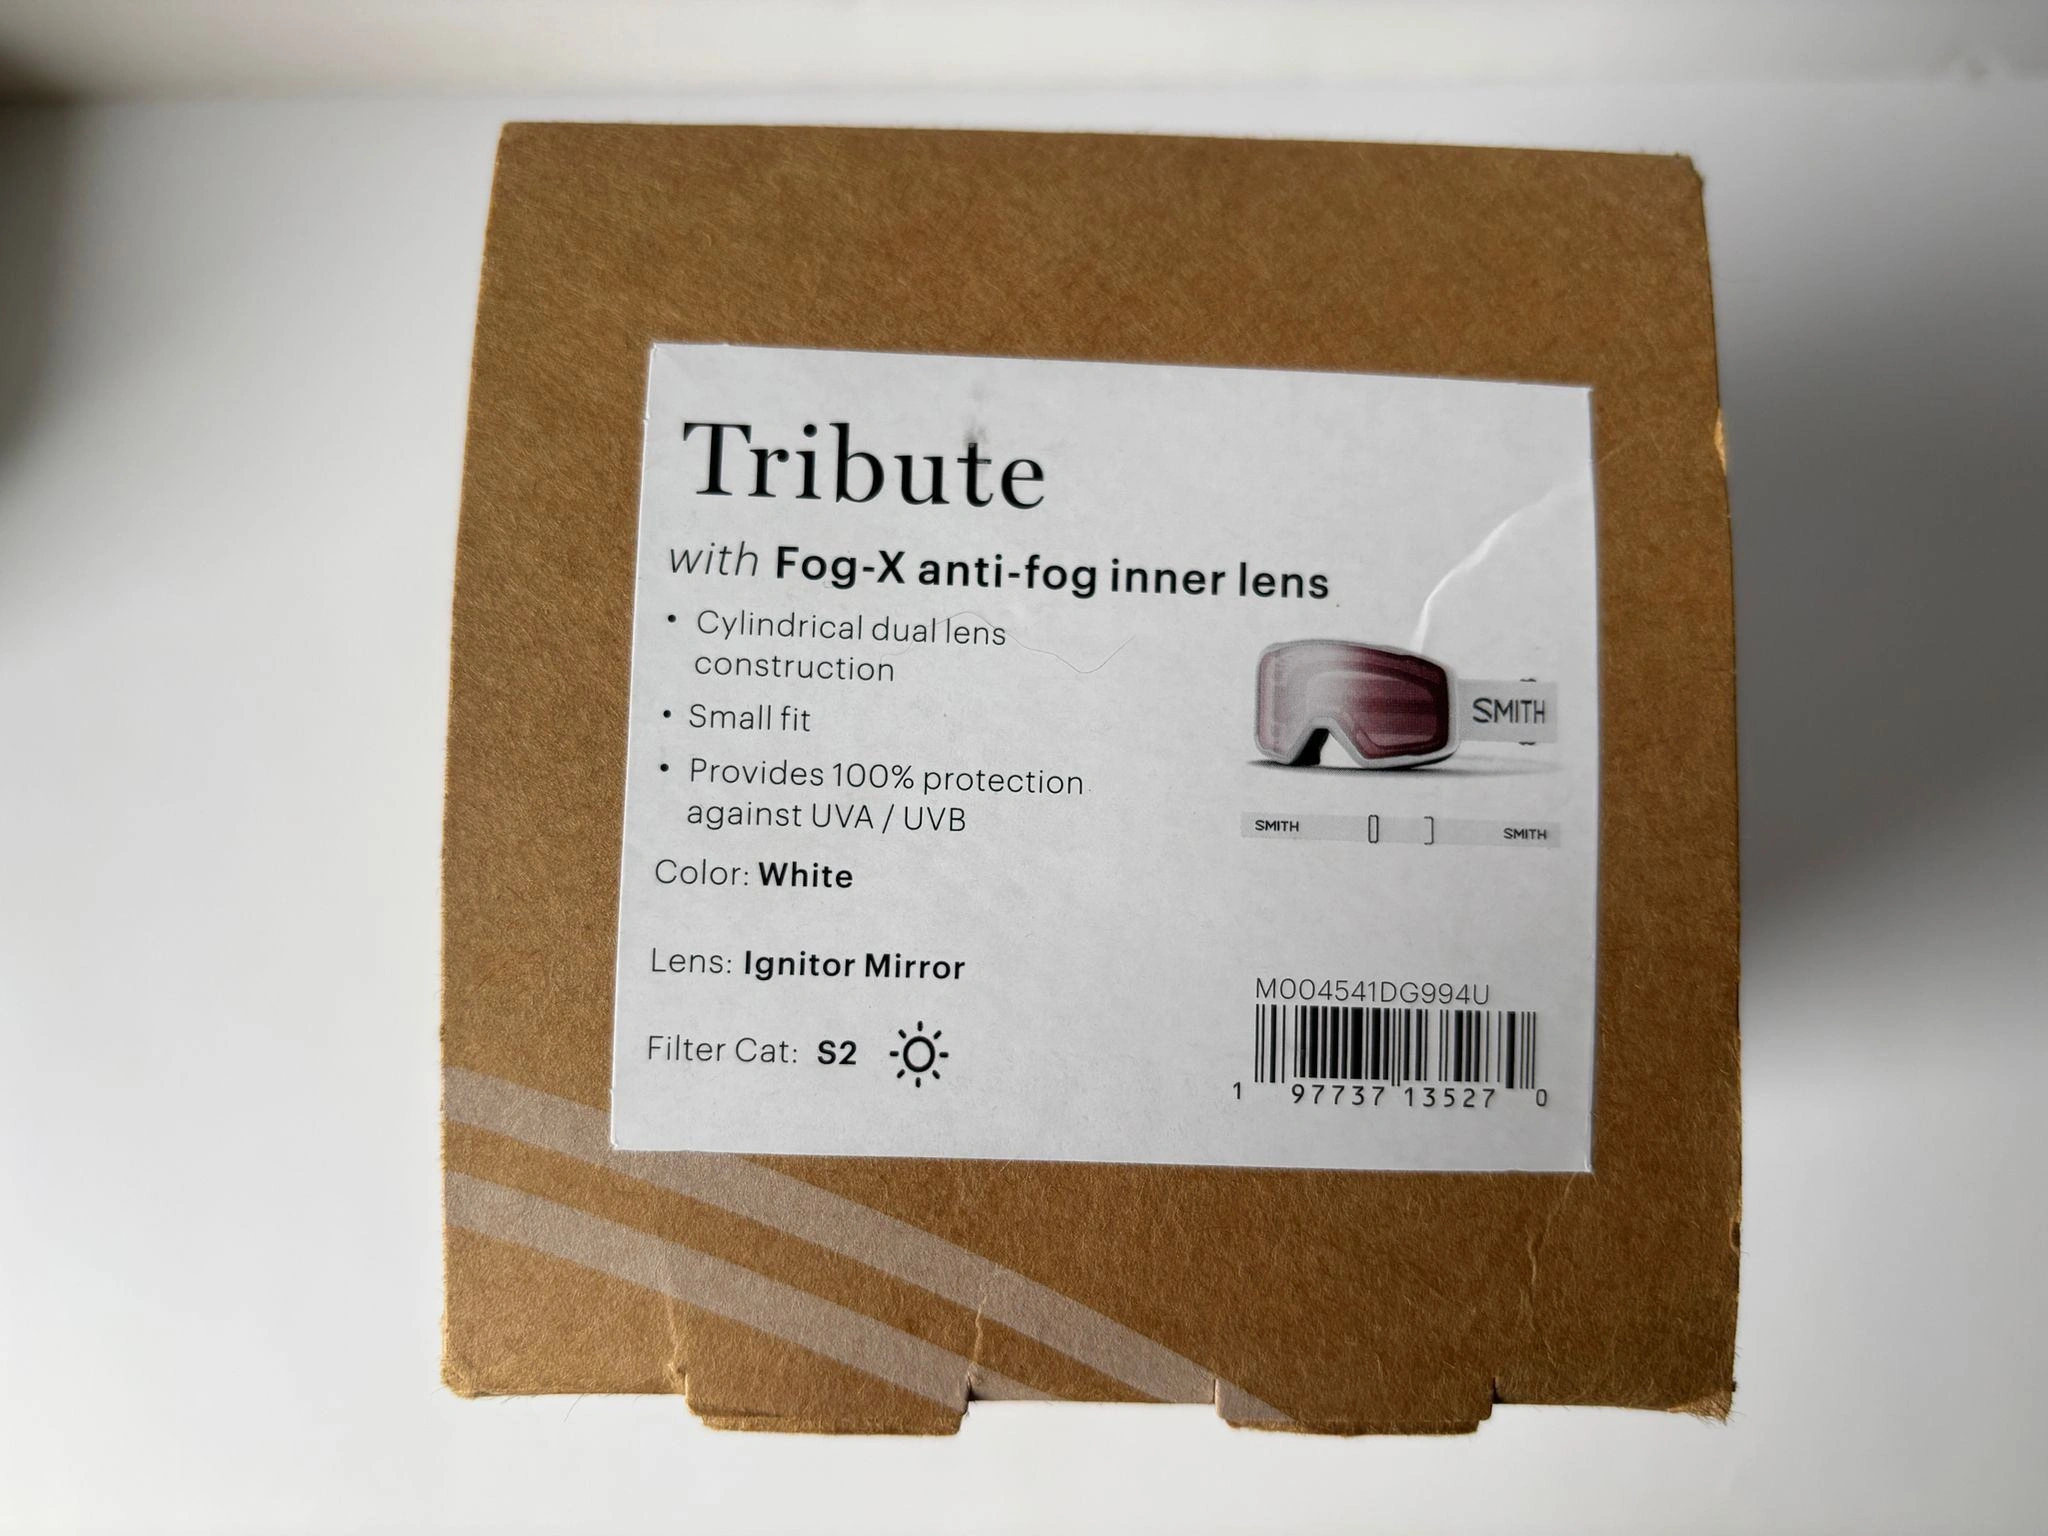 Tribute
with Fog-X anti-fog inner lens
• Cylindrical dual lens
construction
• Small fit
• Provides 100% protection
against UVA / UVB
Color: White
Lens: Ignitor Mirror
Filter Cat: S2
SMITH
SMITH SMITH
M004541DG994U
1 97737 13527 0